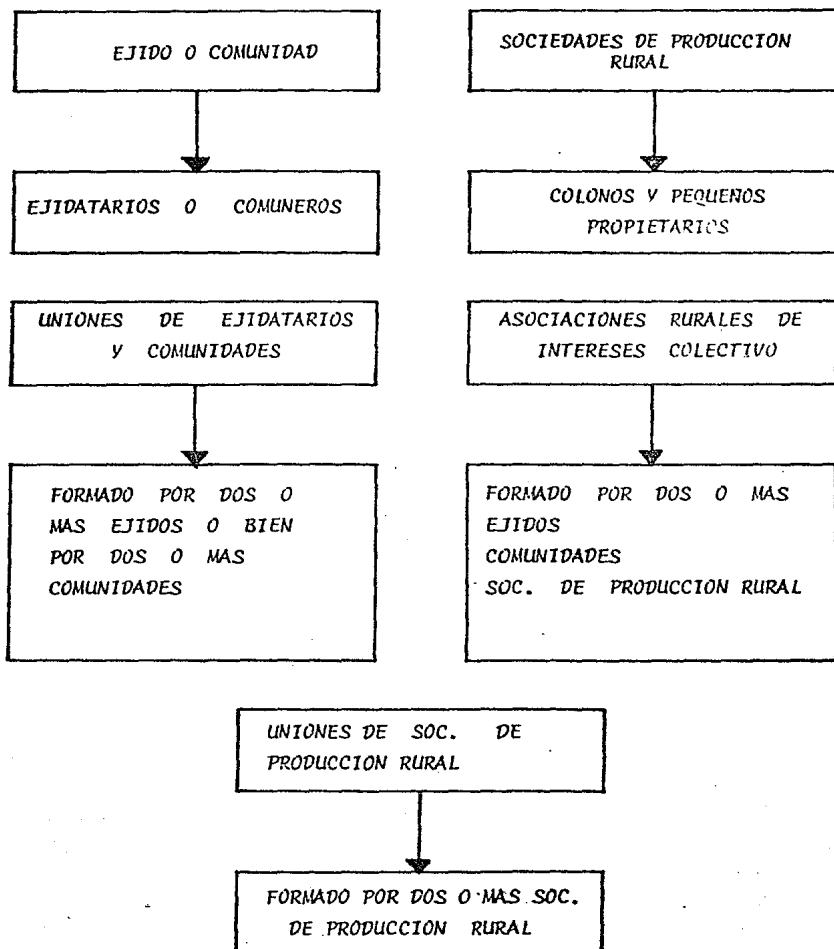 EJIDO O COMUNIDAD
SOCIEDADES DE PRODUCCION
RURAL
EJIDATARIOS O COMUNEROS
COLONOS Y PEQUEÑOS
PROPIETARIOS
UNIONES DE EJIDATARIOS
Y COMUNIDADES
ASOCIACIONES RURALES DE
INTERESES COLECTIVO
FORMADO POR DOS O
MAS EJIDOS O BIEN
POR DOS O MAS
COMUNIDADES
FORMADO POR DOS O MAS
EJIDOS
COMUNIDADES
SOC. DE PRODUCCION RURAL
UNIONES DE SOC. DE
PRODUCCION RURAL
FORMADO POR DOS O MAS SOC.
DE PRODUCCION RURAL